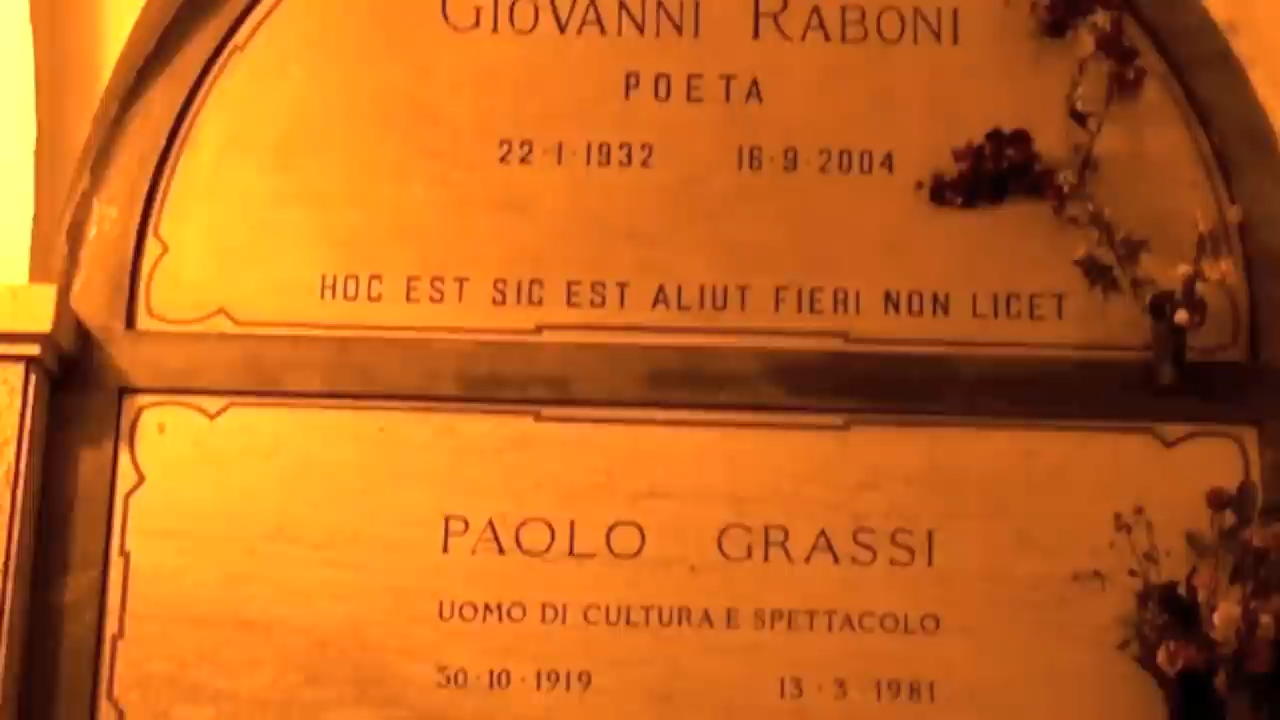 GIOVANNI RABONI
POETA
22·1·1932 16·9·2004
HOC EST SIC EST ALIUT FIERI NON LICET
PAOLO GRASSI
UOMO DI CULTURA E SPETTACOLO
30·10·1919 13·3·1981